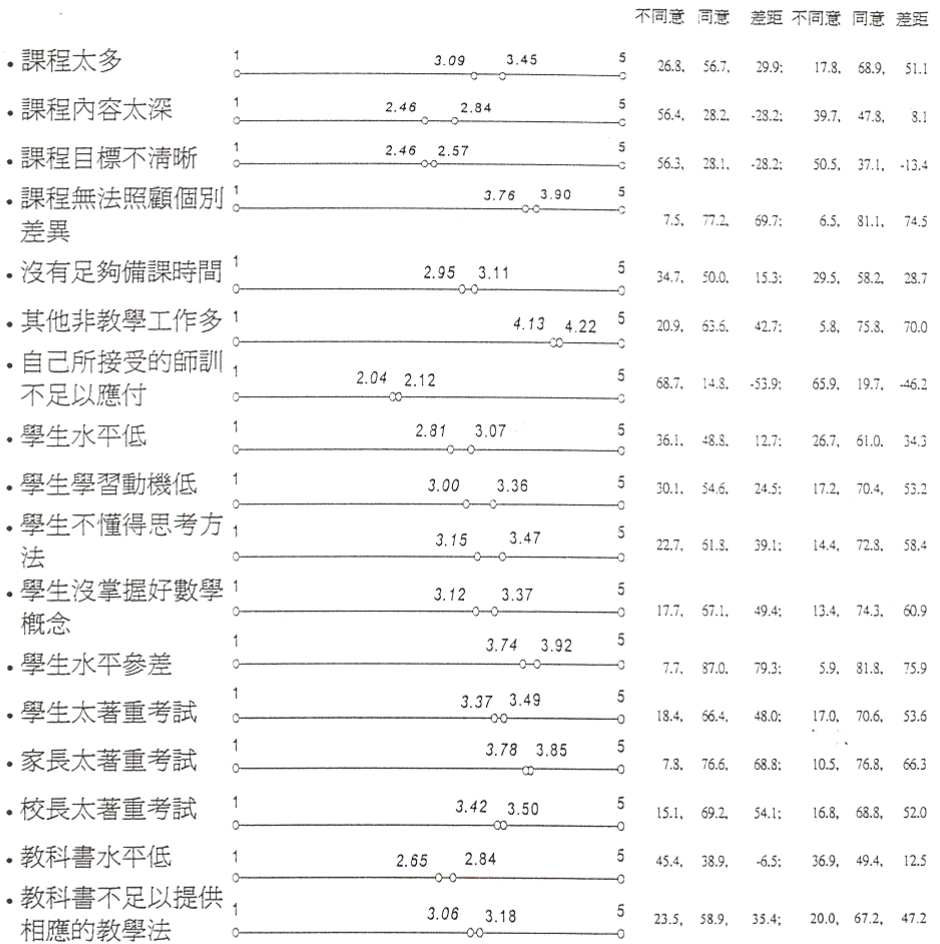 不同意 同意 差距 不同意 同意 差距
• 課程太多 1 3.09 3.45 5 26.8, 56.7, 29.9; 17.8, 68.9, 51.1
• 課程內容太深 1 2.46 2.84 5 56.4, 28.2, -28.2; 39.7, 47.8, 8.1
• 課程目標不清晰 1 2.46 2.57 5 56.3, 28.1, -28.2; 50.5, 37.1, -13.4
• 課程無法照顧個別
差異 1 3.76 3.90 5 7.5, 77.2, 69.7; 6.5, 81.1, 74.5
• 沒有足夠備課時間 1 2.95 3.11 5 34.7, 50.0, 15.3; 29.5, 58.2, 28.7
• 其他非教學工作多 1 4.13 4.22 5 20.9, 63.6, 42.7; 5.8, 75.8, 70.0
• 自己所接受的師訓
不足以應付 1 2.04 2.12 5 68.7, 14.8, -53.9; 65.9, 19.7, -46.2
• 學生水平低 1 2.81 3.07 5 36.1, 48.8, 12.7; 26.7, 61.0, 34.3
• 學生學習動機低 1 3.00 3.36 5 30.1, 54.6, 24.5; 17.2, 70.4, 53.2
• 學生不懂得思考方
法 1 3.15 3.47 5 22.7, 61.8, 39.1; 14.4, 72.8, 58.4
• 學生沒掌握好數學
概念 1 3.12 3.37 5 17.7, 67.1, 49.4; 13.4, 74.3, 60.9
• 學生水平參差 1 3.74 3.92 5 7.7, 87.0, 79.3; 5.9, 81.8, 75.9
• 學生太著重考試 1 3.37 3.49 5 18.4, 66.4, 48.0; 17.0, 70.6, 53.6
• 家長太著重考試 1 3.78 3.85 5 7.8, 76.6, 68.8; 10.5, 76.8, 66.3
• 校長太著重考試 1 3.42 3.50 5 15.1, 69.2, 54.1; 16.8, 68.8, 52.0
• 教科書水平低 1 2.65 2.84 5 45.4, 38.9, -6.5; 36.9, 49.4, 12.5
• 教科書不足以提供
相應的教學法 1 3.06 3.18 5 23.5, 58.9, 35.4; 20.0, 67.2, 47.2